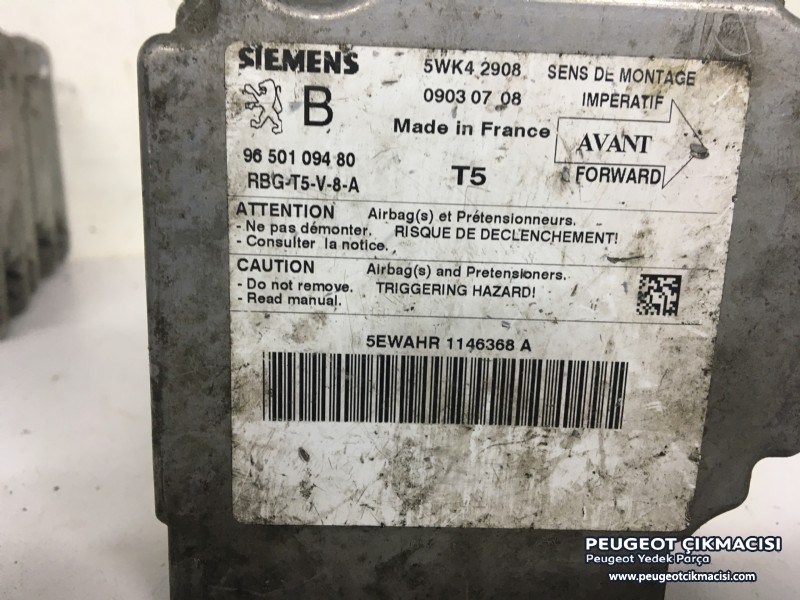 SIEMENS
5WK4 2908
SENS DE MONTAGE
0903 07 08
IMPÉRATIF
B
Made in France
AVANT
96 501 094 80
T5
FORWARD
RBG-T5-V-8-A
ATTENTION
Airbag(s) et Prétensionneurs.
- Ne pas démonter.
RISQUE DE DECLENCHEMENT!
- Consulter la notice.
CAUTION
Airbag(s) and Pretensioners.
- Do not remove.
TRIGGERING HAZARD!
- Read manual.
5EWAHR 1146368 A
PEUGEOT ÇIKMACISI
Peugeot Yedek Parça
www.peugeotcikmacisi.com